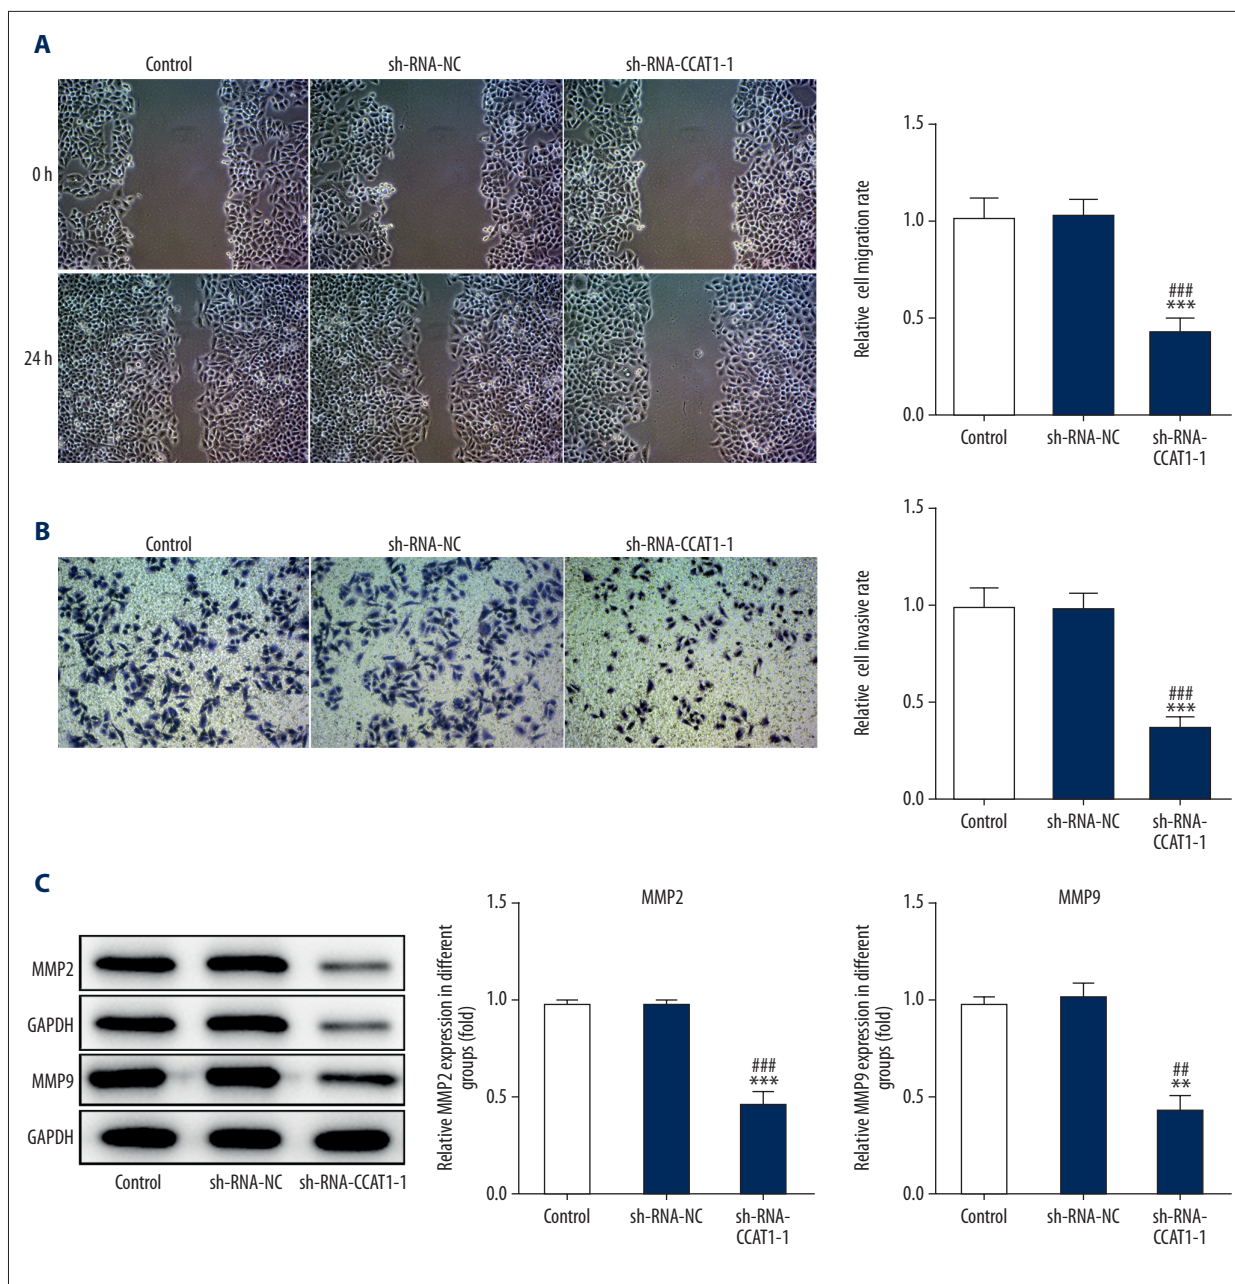 A
Control
sh-RNA-NC
sh-RNA-CCAT1-1
0 h
24 h
Relative cell migration rate
1.5
1.0
0.5
0.0
###
***
Control
sh-RNA-NC
sh-RNA-
CCAT1-1
B
Control
sh-RNA-NC
sh-RNA-CCAT1-1
Relative cell invasive rate
1.5
1.0
0.5
0.0
###
***
Control
sh-RNA-NC
sh-RNA-
CCAT1-1
C
MMP2
GAPDH
MMP9
GAPDH
Control
sh-RNA-NC
sh-RNA-CCAT1-1
MMP2
Relative MMP2 expression in different
groups (fold)
1.5
1.0
0.5
0.0
###
***
Control
sh-RNA-NC
sh-RNA-
CCAT1-1
MMP9
Relative MMP9 expression in different
groups (fold)
1.5
1.0
0.5
0.0
##
**
Control
sh-RNA-NC
sh-RNA-
CCAT1-1